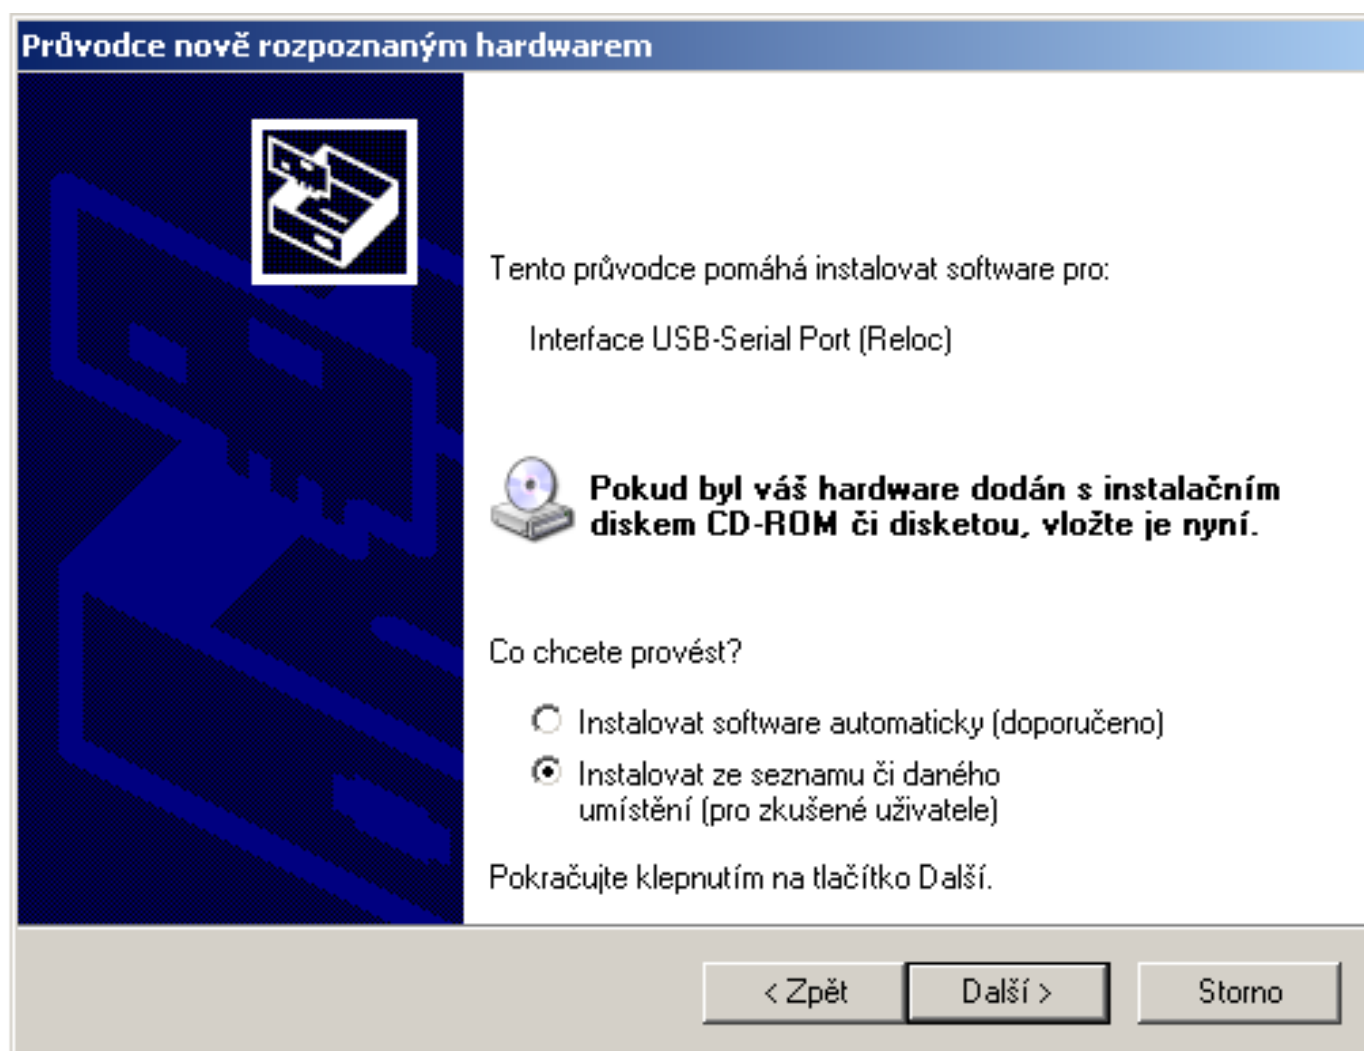 Průvodce nově rozpoznaným hardwarem
Tento průvodce pomáhá instalovat software pro:
Interface USB-Serial Port (Reloc)
Pokud byl váš hardware dodán s instalačním
diskem CD-ROM či disketou, vložte je nyní.
Co chcete provést?
Instalovat software automaticky (doporučeno)
Instalovat ze seznamu či daného
umístění (pro zkušené uživatele)
Pokračujte klepnutím na tlačítko Další.
< Zpět
Další >
Storno